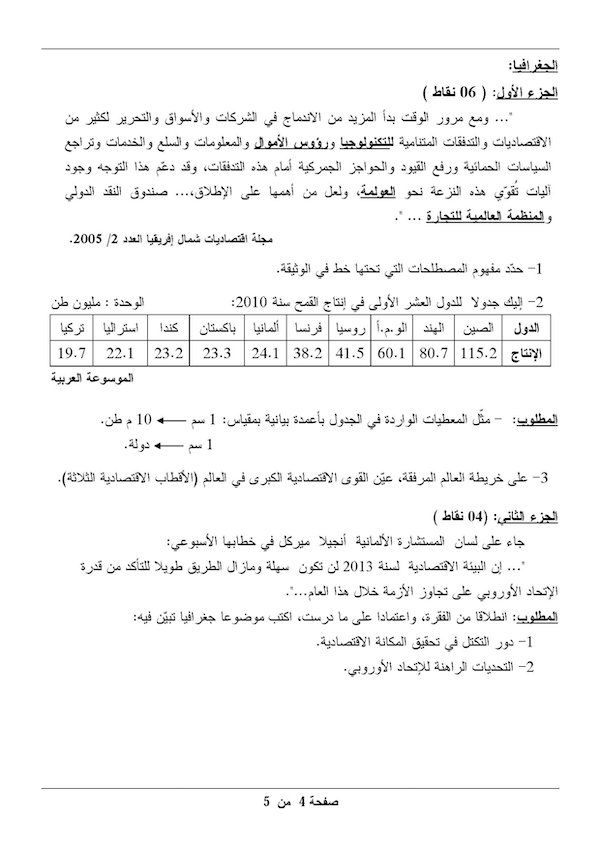 الجغرافيا:
الجزء الأول: ( 06 نقاط )
"... ومع مرور الوقت بدأ المزيد من الاندماج في الشركات والأسواق والتحرير لكثير من
الاقتصاديات والتدفقات المتنامية للتكنولوجيا ورؤوس الأموال والمعلومات والسلع والخدمات وتراجع
السياسات الحمائية ورفع القيود والحواجز الجمركية أمام هذه التدفقات، وقد دعّم هذا التوجه وجود
آليات تُقوّي هذه النزعة نحو العولمة، ولعل من أهمها على الإطلاق،... صندوق النقد الدولي
والمنظمة العالمية للتجارة ... ".
مجلة اقتصاديات شمال إفريقيا العدد 2/ 2005.
1- حدّد مفهوم المصطلحات التي تحتها خط في الوثيقة.
2- إليك جدولا للدول العشر الأولى في إنتاج القمح سنة 2010: الوحدة : مليون طن
الدول الصين الهند الو.م.أ روسيا فرنسا ألمانيا باكستان كندا استراليا تركيا
الإنتاج 115.2 80.7 60.1 41.5 38.2 24.1 23.3 23.2 22.1 19.7
الموسوعة العربية
المطلوب: - مثّل المعطيات الواردة في الجدول بأعمدة بيانية بمقياس: 1 سم ← 10 م طن.
1 سم ← دولة.
3- على خريطة العالم المرفقة، عيّن القوى الاقتصادية الكبرى في العالم (الأقطاب الاقتصادية الثلاثة).
الجزء الثاني: (04 نقاط )
جاء على لسان المستشارة الألمانية أنجيلا ميركل في خطابها الأسبوعي:
"... إن البيئة الاقتصادية لسنة 2013 لن تكون سهلة ومازال الطريق طويلا للتأكد من قدرة
الإتحاد الأوروبي على تجاوز الأزمة خلال هذا العام...".
المطلوب: انطلاقا من الفقرة، واعتمادا على ما درست، اكتب موضوعا جغرافيا تبيّن فيه:
1- دور التكتل في تحقيق المكانة الاقتصادية.
2- التحديات الراهنة للإتحاد الأوروبي.
صفحة 4 من 5